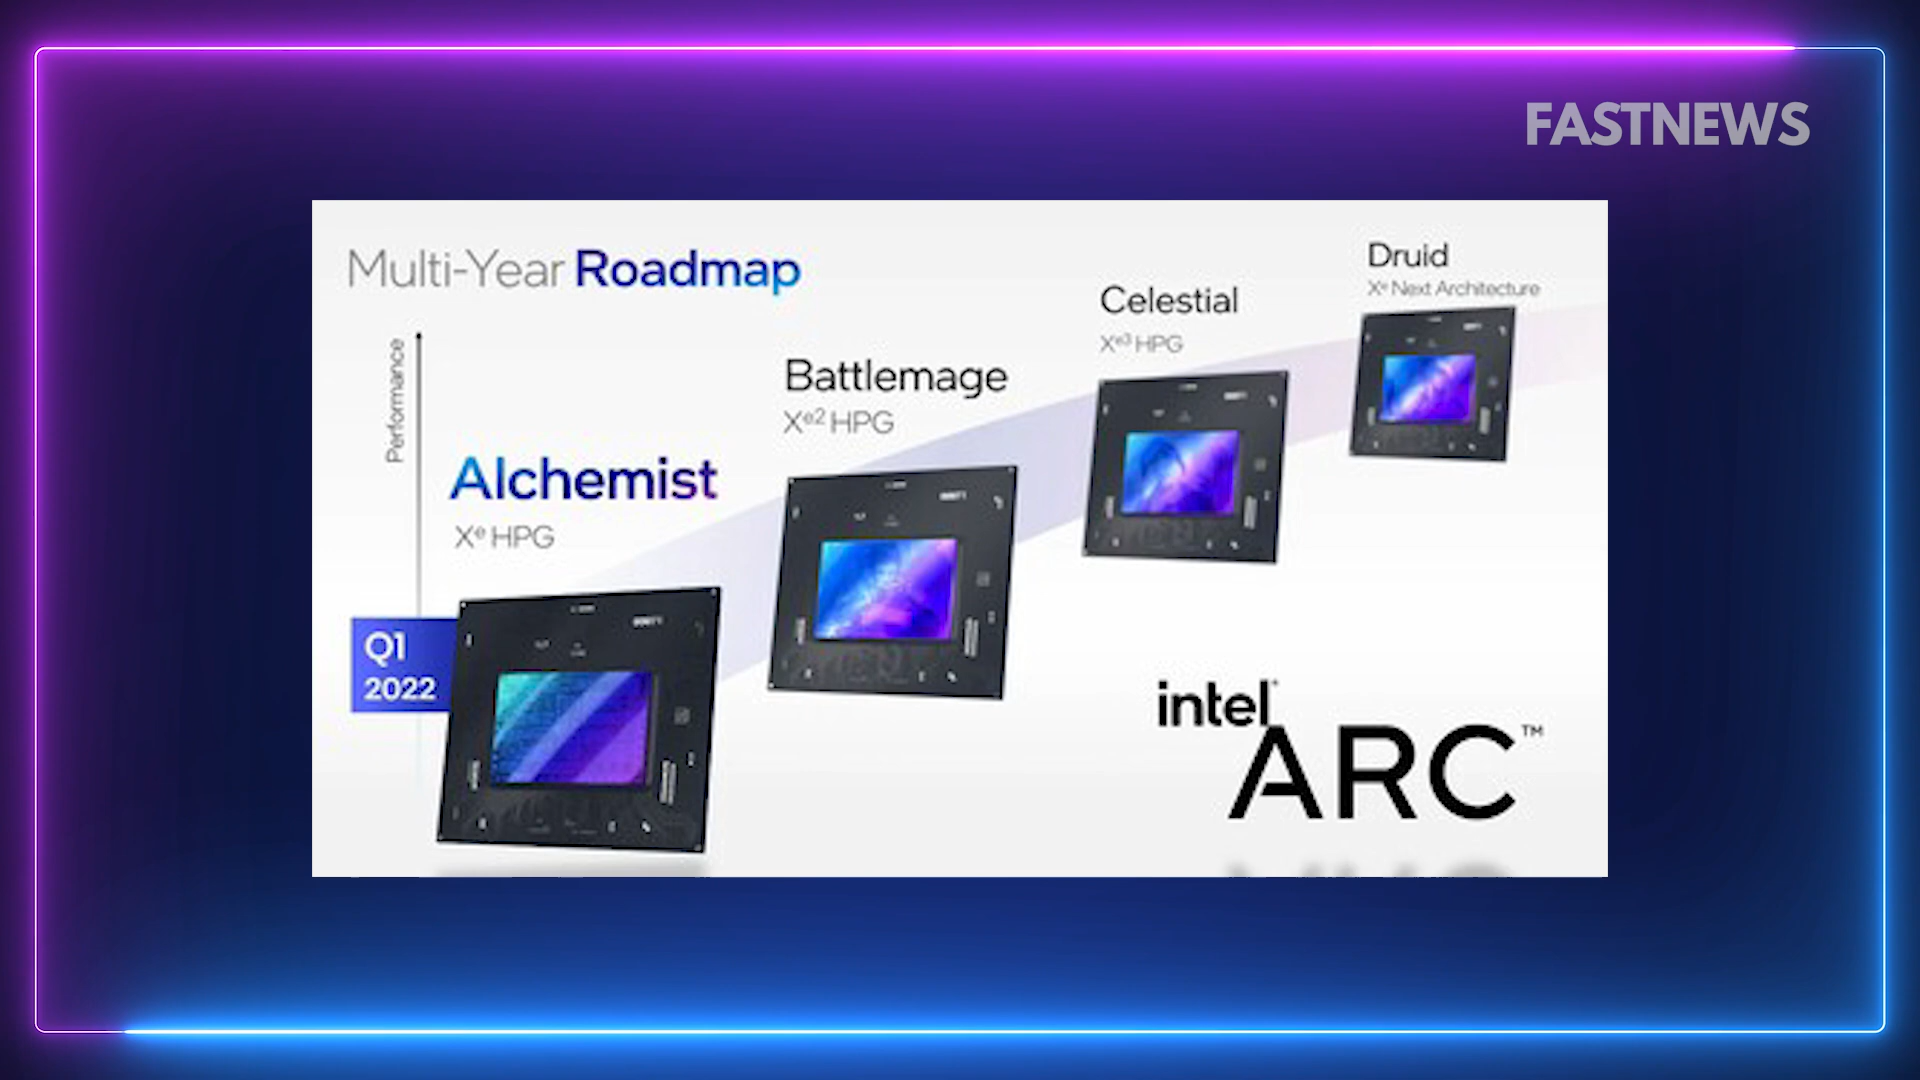 FASTNEWS
Multi-Year Roadmap
Performance
Alchemist
Xᵉ HPG
Q1
2022
Battlemage
Xᵉ² HPG
Celestial
Xᵉ³ HPG
Druid
Xᵉ Next Architecture
intel
ARC™